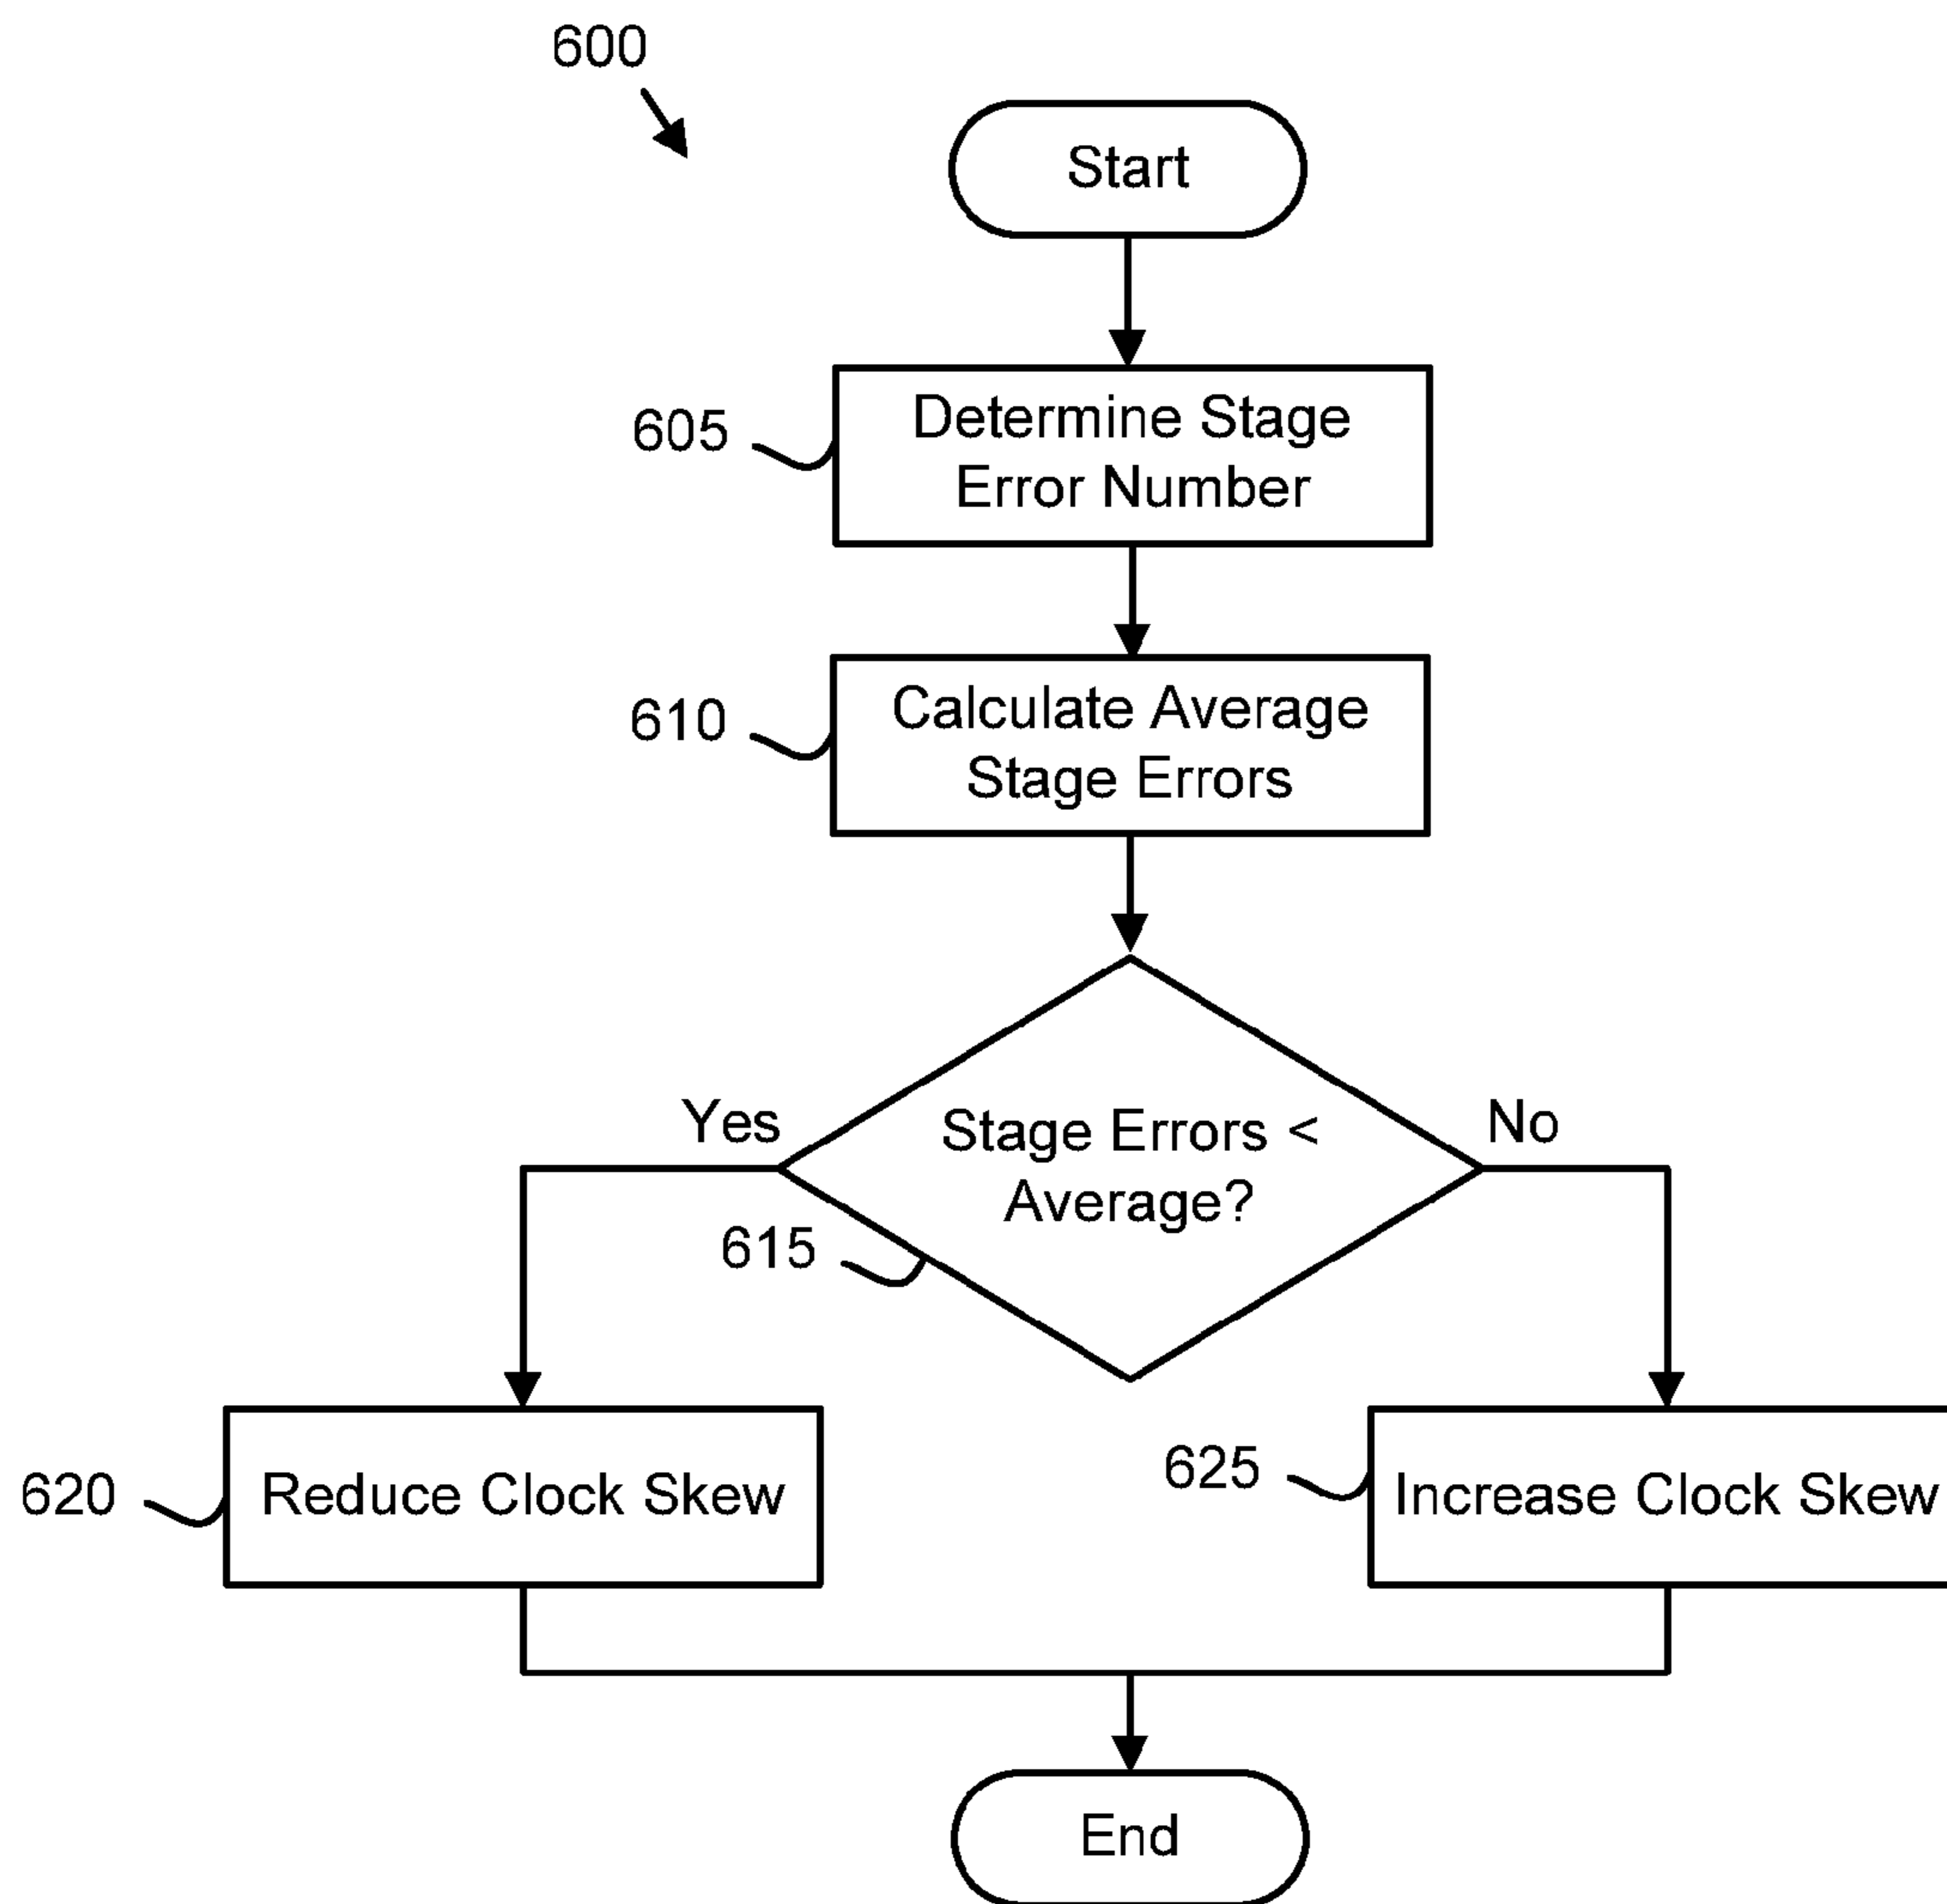 600
Start
605
Determine Stage
Error Number
610
Calculate Average
Stage Errors
Yes
Stage Errors <
Average?
No
615
620
Reduce Clock Skew
625
Increase Clock Skew
End